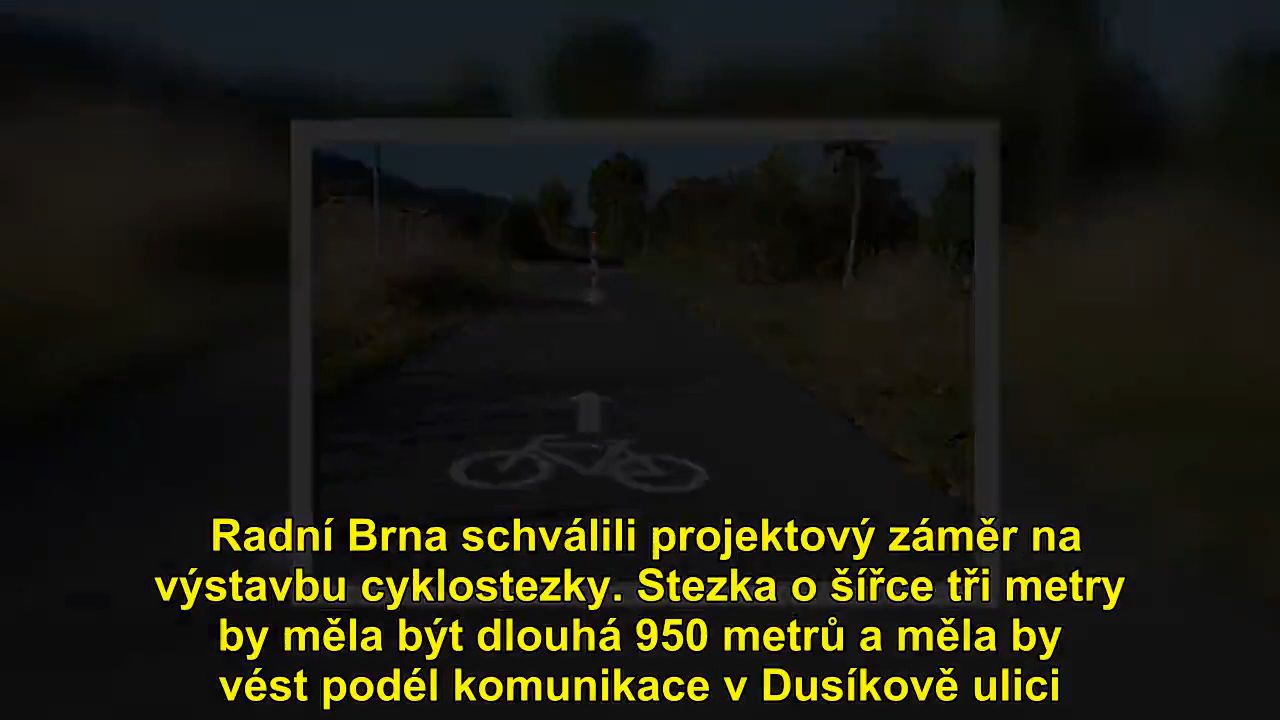 Radní Brna schválili projektový záměr na
výstavbu cyklostezky. Stezka o šířce tři metry
by měla být dlouhá 950 metrů a měla by
vést podél komunikace v Dusíkově ulici